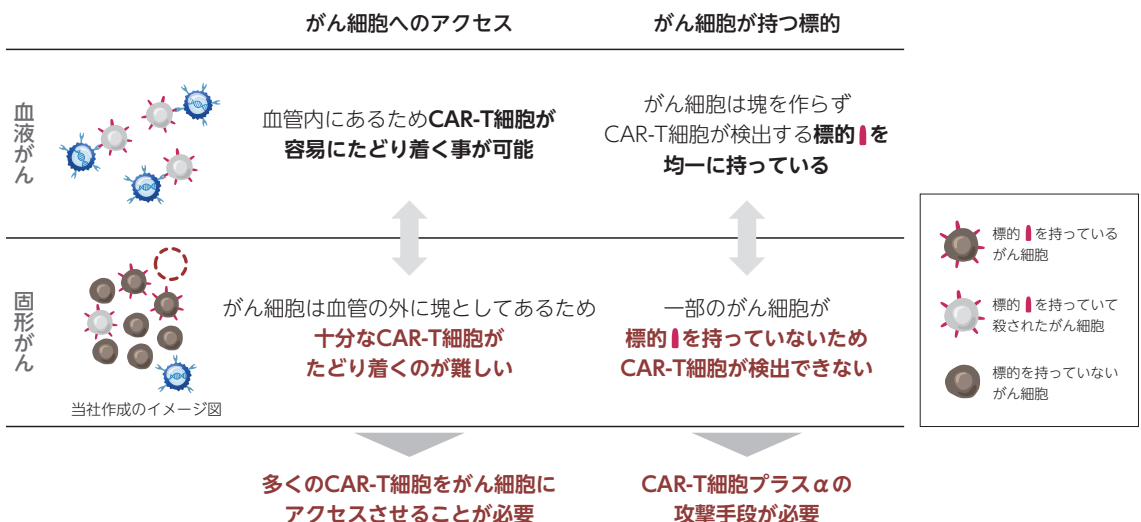 がん細胞へのアクセス
がん細胞が持つ標的
血液がん
血管内にあるためCAR-T細胞が
容易にたどり着く事が可能
がん細胞は塊を作らず
CAR-T細胞が検出する標的を
均一に持っている
固形がん
当社作成のイメージ図
がん細胞は血管の外に塊としてあるため
十分なCAR-T細胞が
たどり着くのが難しい
一部のがん細胞が
標的を持っていないため
CAR-T細胞が検出できない
多くのCAR-T細胞をがん細胞に
アクセスさせることが必要
CAR-T細胞プラスαの
攻撃手段が必要
標的を持っている
がん細胞
標的を持っていて
殺されたがん細胞
標的を持っていない
がん細胞